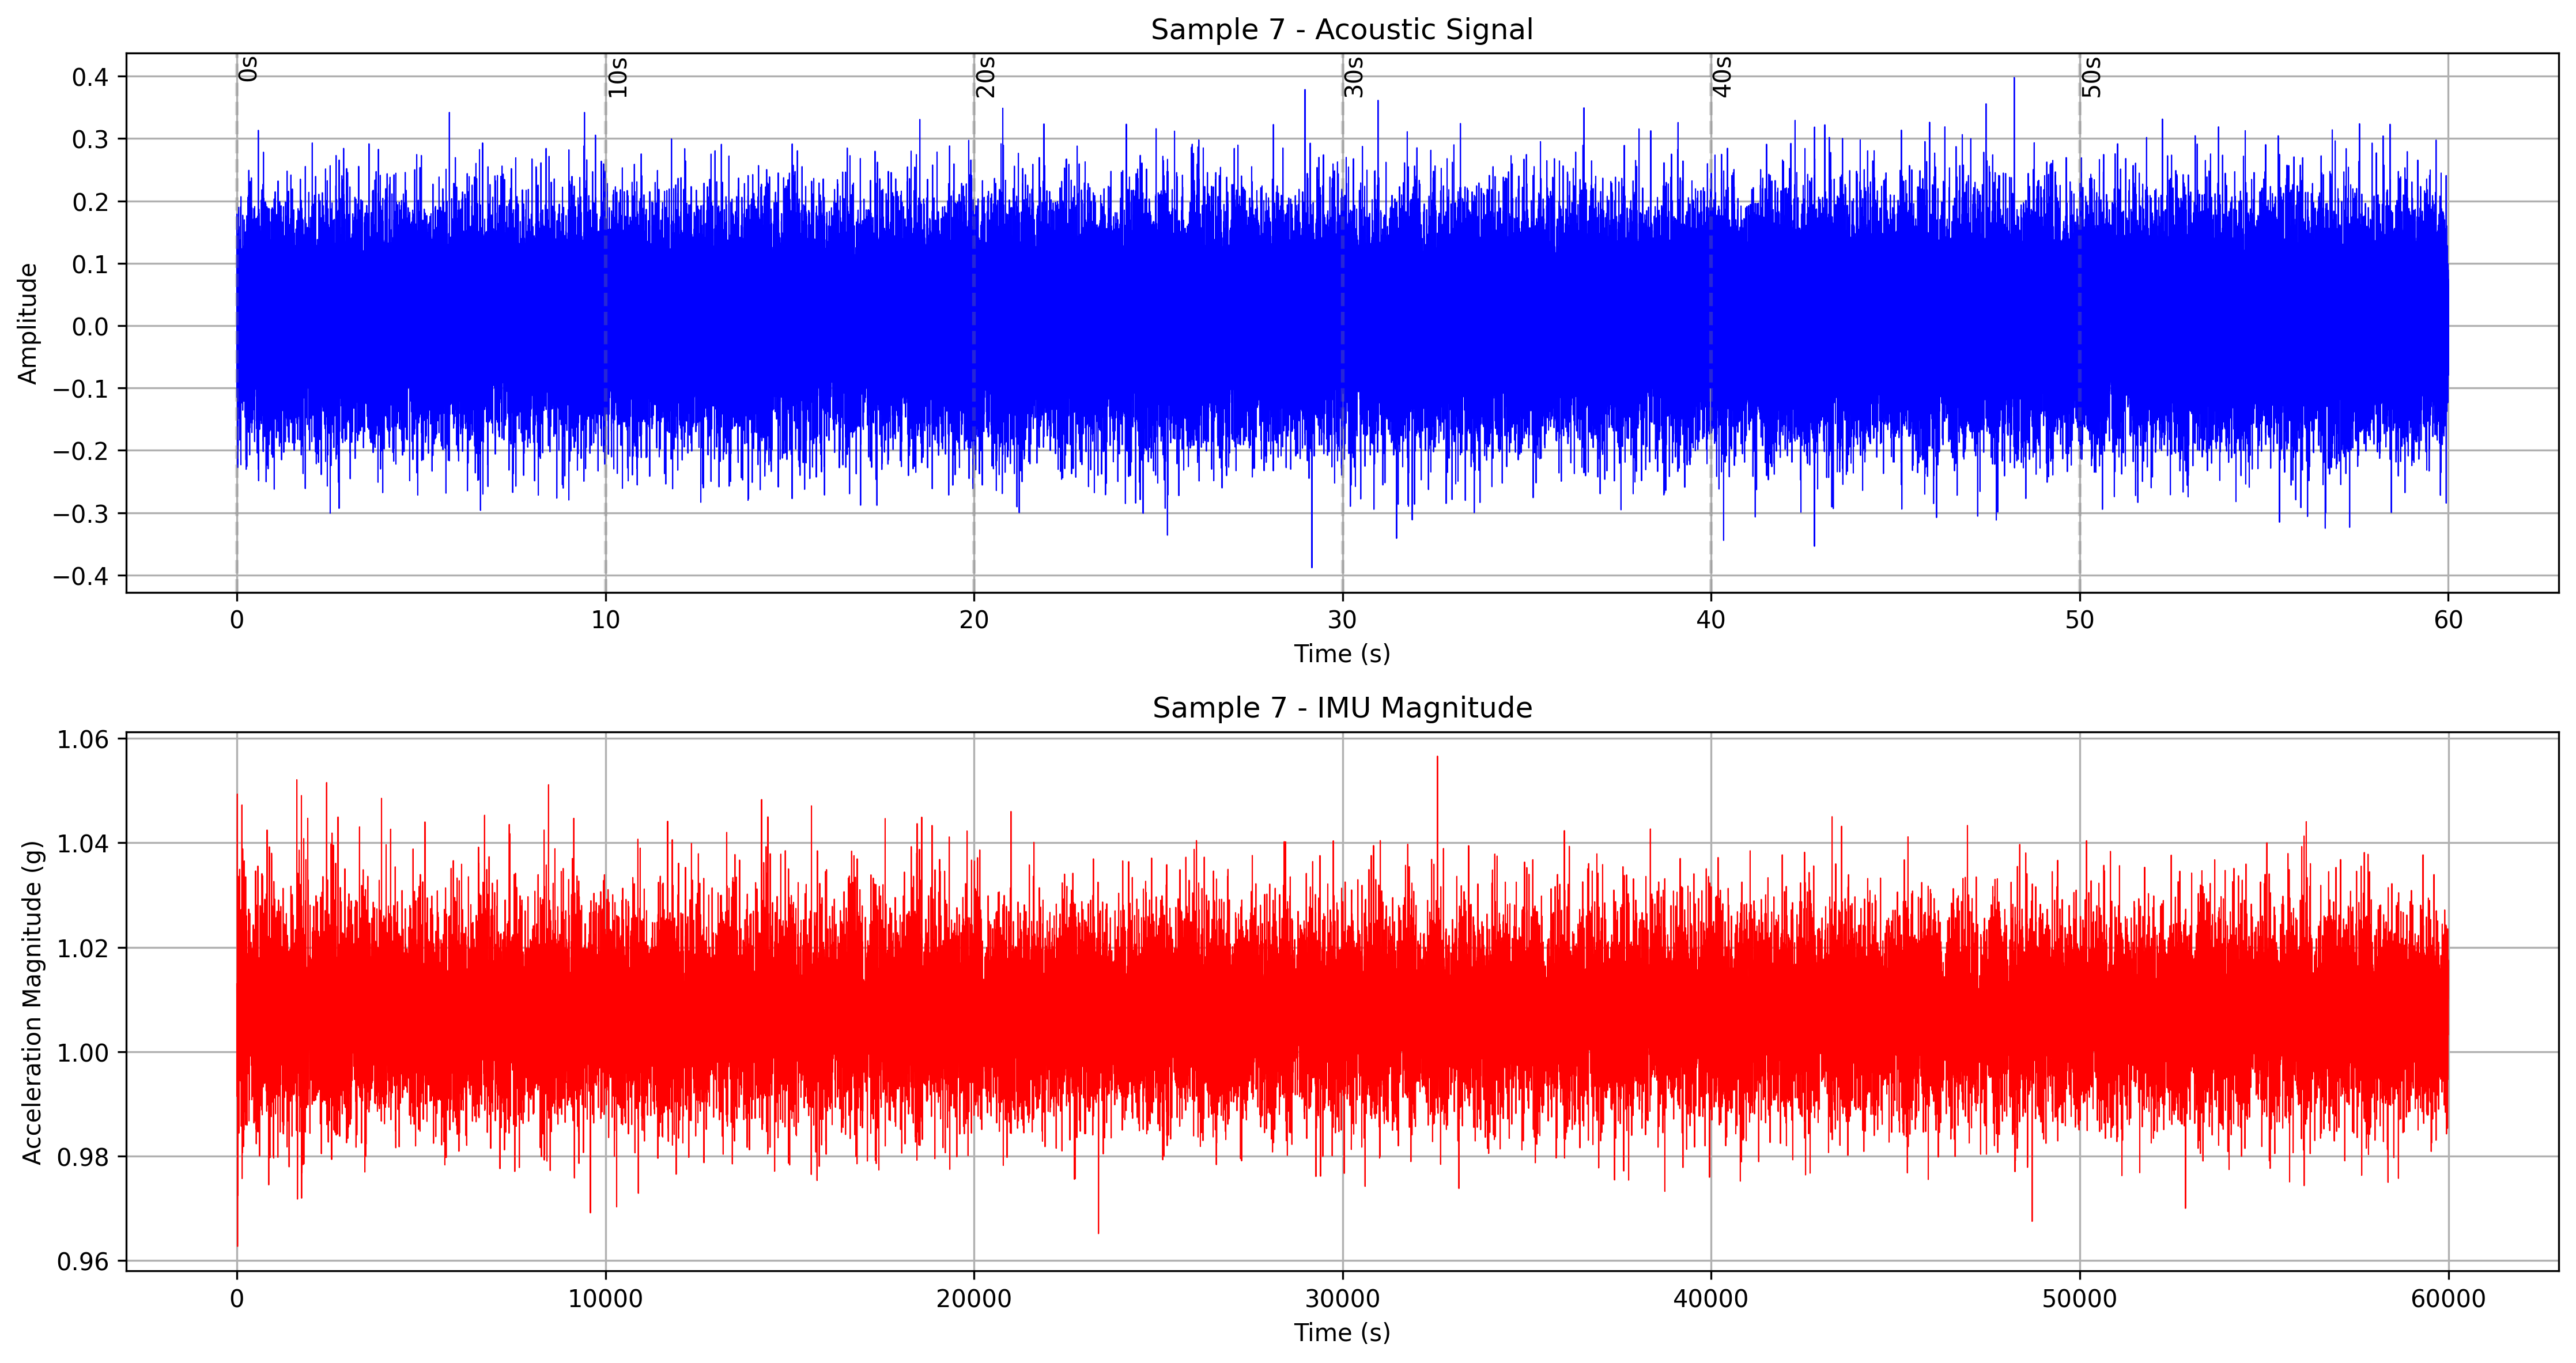 Sample 7 - Acoustic Signal
0s 10s 20s 30s 40s 50s
0.4
0.3
0.2
0.1
0.0
−0.1
−0.2
−0.3
−0.4
Amplitude
0 10 20 30 40 50 60
Time (s)
Sample 7 - IMU Magnitude
1.06
1.04
1.02
1.00
0.98
0.96
Acceleration Magnitude (g)
0 10000 20000 30000 40000 50000 60000
Time (s)